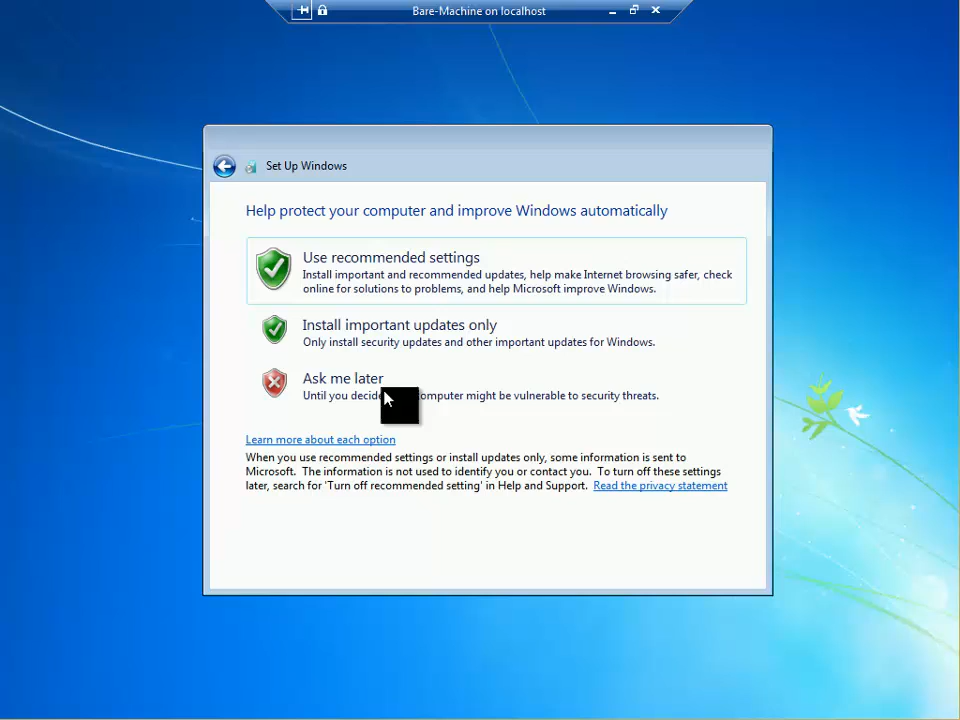 Bare-Machine on localhost
Set Up Windows
Help protect your computer and improve Windows automatically
Use recommended settings
Install important and recommended updates, help make Internet browsing safer, check
online for solutions to problems, and help Microsoft improve Windows.
Install important updates only
Only install security updates and other important updates for Windows.
Ask me later
Until you decide computer might be vulnerable to security threats.
Learn more about each option
When you use recommended settings or install updates only, some information is sent to
Microsoft. The information is not used to identify you or contact you. To turn off these settings
later, search for 'Turn off recommended setting' in Help and Support. Read the privacy statement